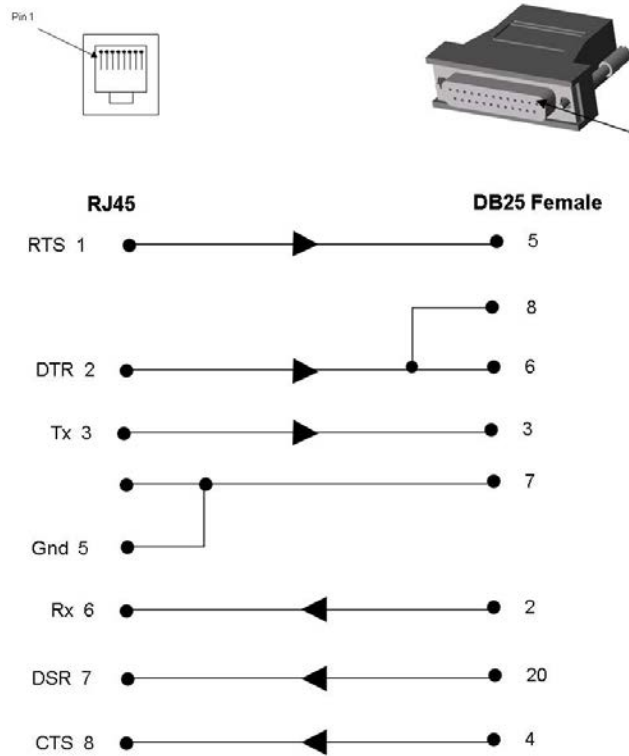 Pin 1
RJ45 DB25 Female
RTS 1 5
8
DTR 2 6
Tx 3 3
7
Gnd 5
Rx 6 2
DSR 7 20
CTS 8 4